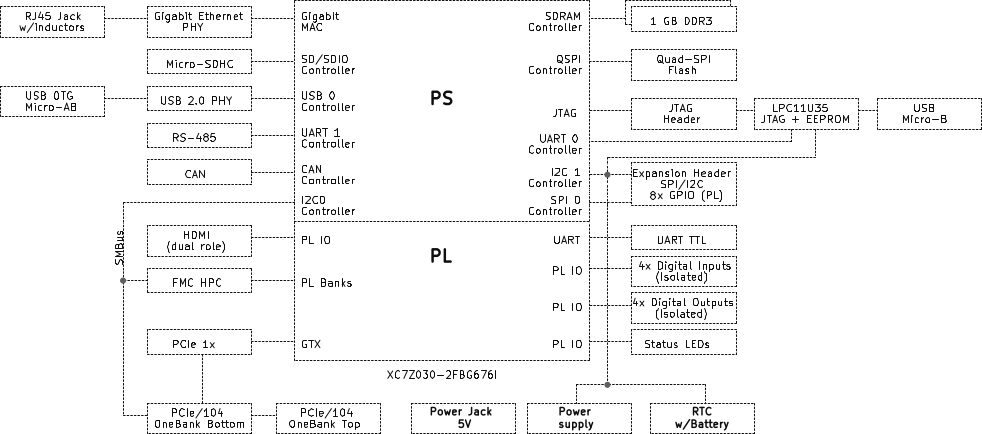 RJ45 Jack
w/Inductors
Gigabit Ethernet
PHY
Gigabit
MAC
SDRAM
Controller
1 GB DDR3
Micro-SDHC
SD/SDIO
Controller
QSPI
Controller
Quad-SPI
Flash
USB OTG
Micro-AB
USB 2.0 PHY
USB 0
Controller
PS
JTAG
JTAG
Header
LPC11U35
JTAG + EEPROM
USB
Micro-B
RS-485
UART 1
Controller
UART 0
Controller
CAN
CAN
Controller
I2C 1
Controller
Expansion Header
SPI/I2C
8x GPIO (PL)
I2C0
Controller
SPI 0
Controller
SMBus
HDMI
(dual role)
PL IO
PL
UART
UART TTL
FMC HPC
PL Banks
PL IO
4x Digital Inputs
(Isolated)
PL IO
4x Digital Outputs
(Isolated)
PCIe 1x
GTX
PL IO
Status LEDs
XC7Z030-2FBG676I
PCIe/104
OneBank Bottom
PCIe/104
OneBank Top
Power Jack
5V
Power
supply
RTC
w/Battery